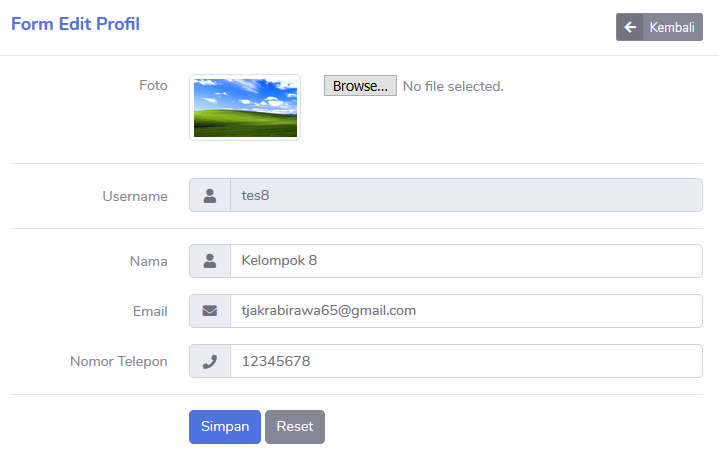 Form Edit Profil
Kembali
Foto
Browse... No file selected.
Username
tes8
Nama
Kelompok 8
Email
tjakrabirawa65@gmail.com
Nomor Telepon
12345678
Simpan
Reset